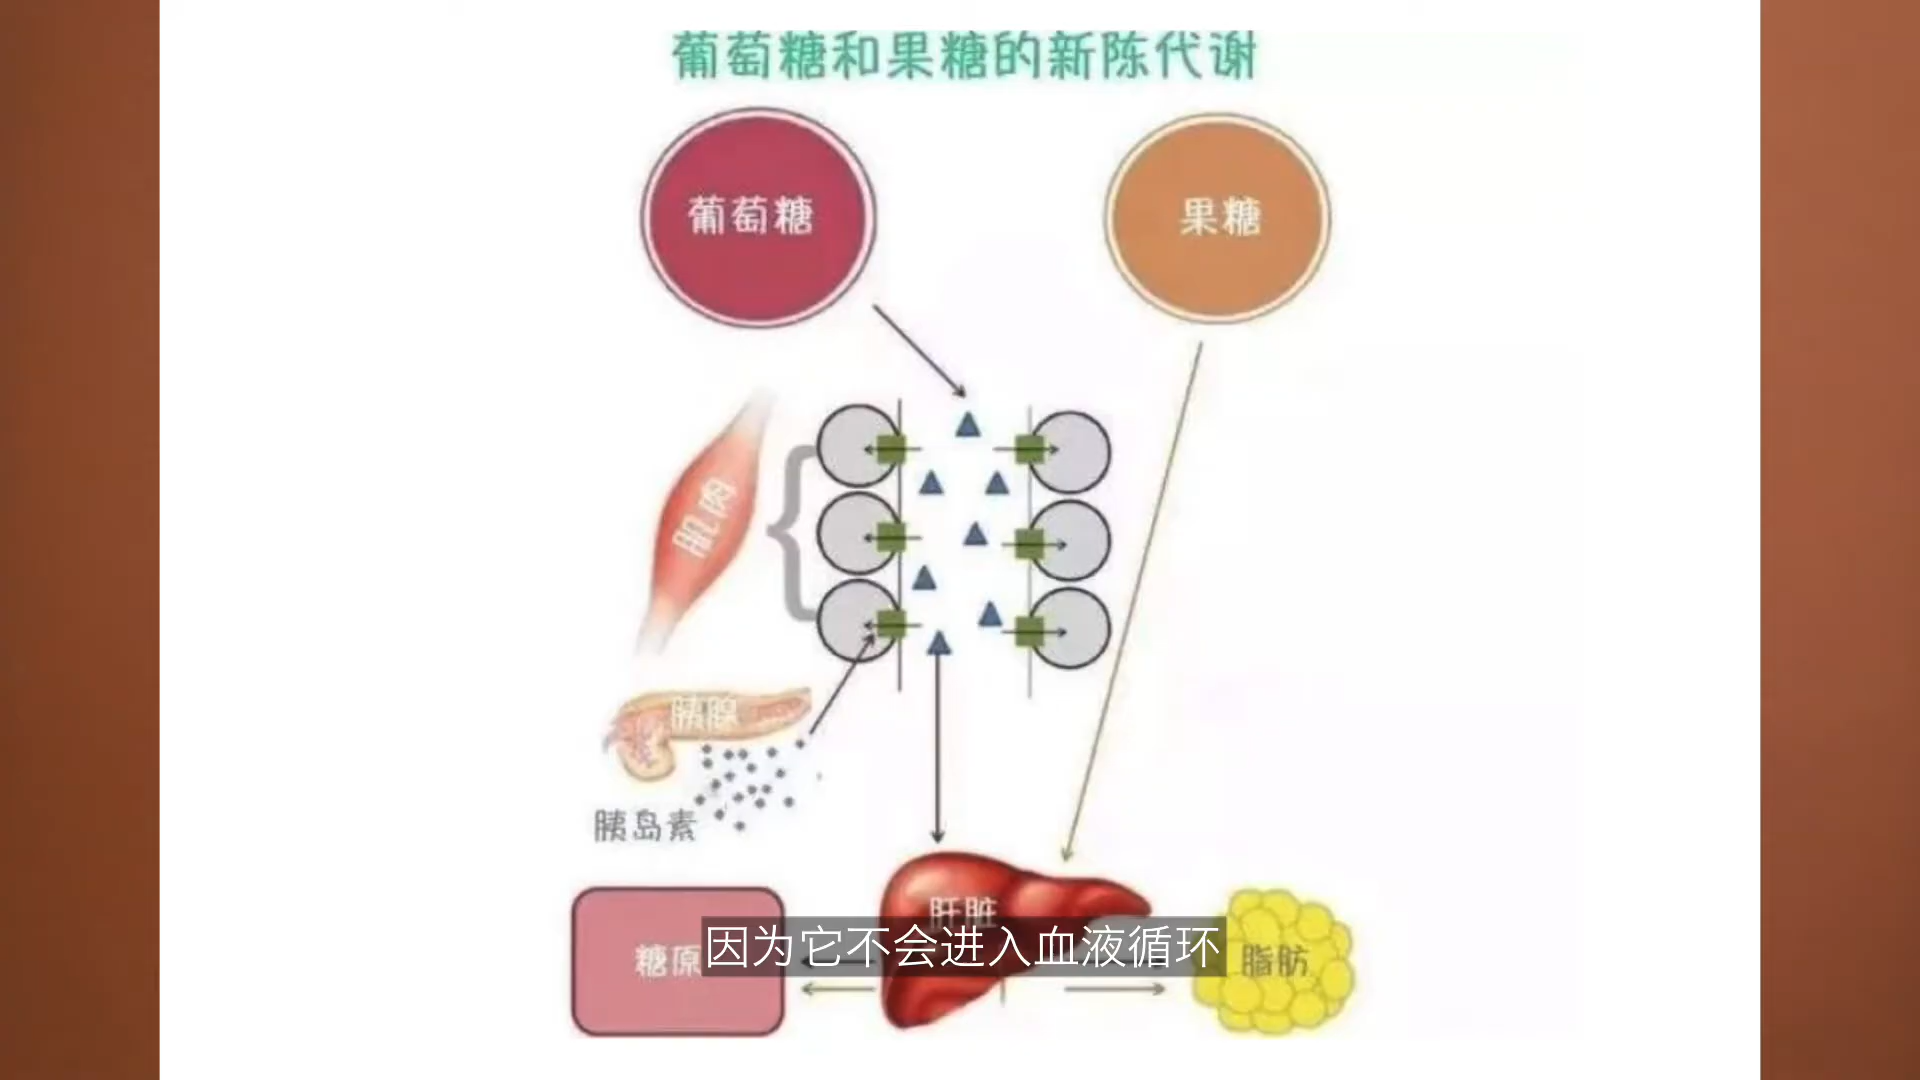 葡萄糖和果糖的新陈代谢
葡萄糖
果糖
肌肉
胰腺
胰岛素
肝脏
糖原
脂肪
因为它不会进入血液循环